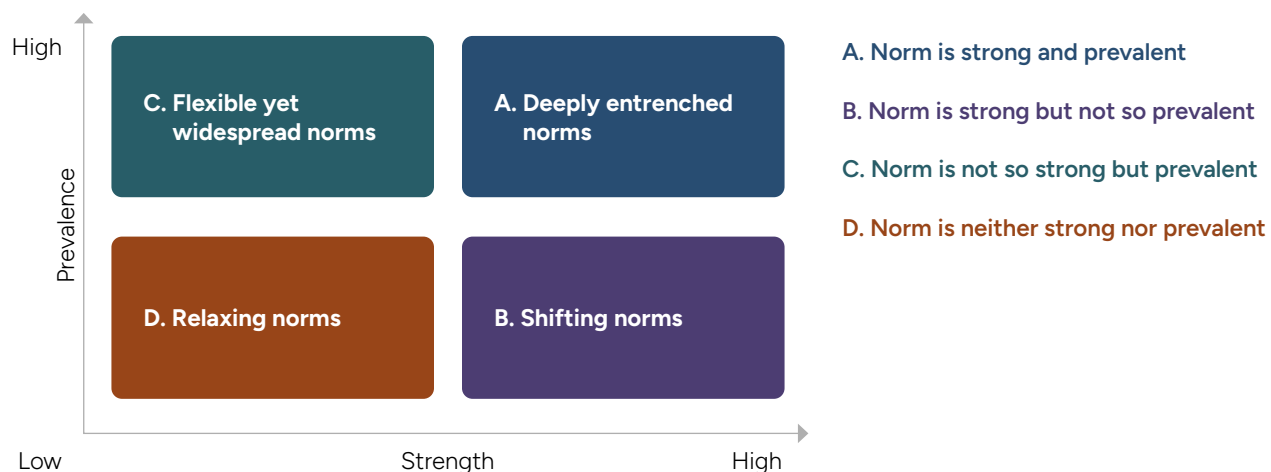 High
C. Flexible yet
widespread norms
A. Deeply entrenched
norms
A. Norm is strong and prevalent
B. Norm is strong but not so prevalent
C. Norm is not so strong but prevalent
D. Norm is neither strong nor prevalent
Prevalence
D. Relaxing norms
B. Shifting norms
Low
Strength
High